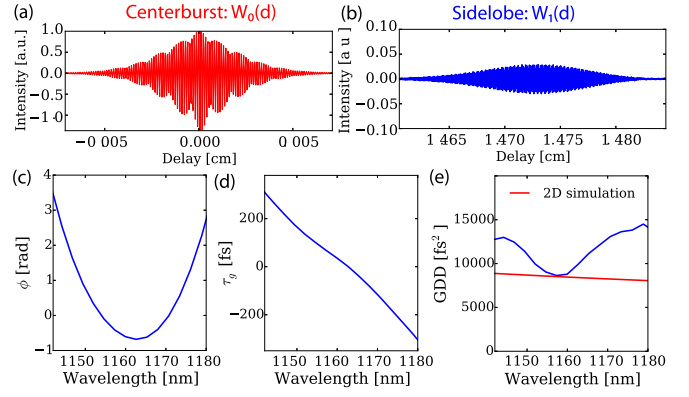 Centerburst: W₀(d)
Sidelobe: W₁(d)
(a)
Intensity [a.u.]
1.0
0.5
0.0
−0.5
−1.0
−0 005
0.000
0.005
Delay [cm]
(b)
Intensity [a u ]
0.10
0.05
0.00
−0.05
−0.10
1 465
1.470
1.475
1.480
Delay [cm]
(c)
ϕ [rad]
4
3
2
1
0
−1
1150
1160
1170
1180
Wavelength [nm]
(d)
τg [fs]
200
0
−200
1150
1160
1170
1180
Wavelength [nm]
(e)
2D simulation
GDD [fs²]
15000
10000
5000
0
1150
1160
1170
1180
Wavelength [nm]